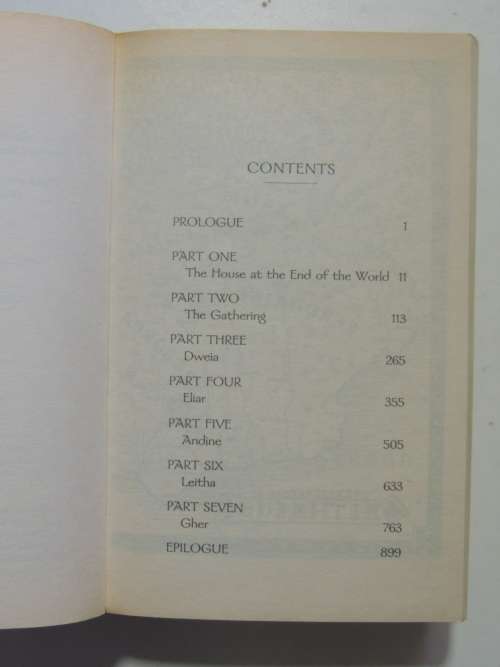 CONTENTS
PROLOGUE 1
PART ONE
The House at the End of the World 11
PART TWO
The Gathering 113
PART THREE
Dweia 265
PART FOUR
Eliar 355
PART FIVE
Andine 505
PART SIX
Leitha 633
PART SEVEN
Gher 763
EPILOGUE 899